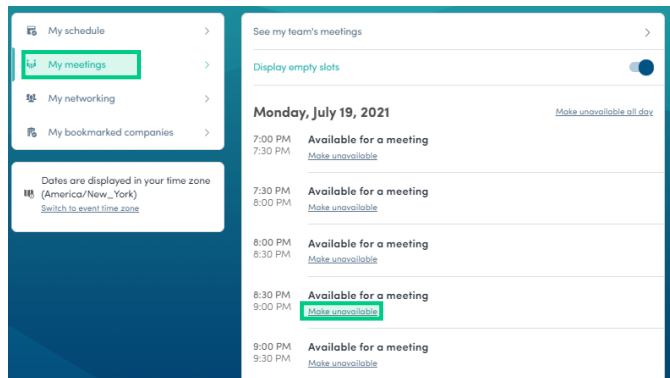 My schedule
My meetings
My networking
My bookmarked companies
Dates are displayed in your time zone
(America/New_York)
Switch to event time zone
See my team's meetings
Display empty slots
Monday, July 19, 2021
Make unavailable all day
7:00 PM Available for a meeting
7:30 PM Make unavailable
7:30 PM Available for a meeting
8:00 PM Make unavailable
8:00 PM Available for a meeting
8:30 PM Make unavailable
8:30 PM Available for a meeting
9:00 PM Make unavailable
9:00 PM Available for a meeting
9:30 PM Make unavailable